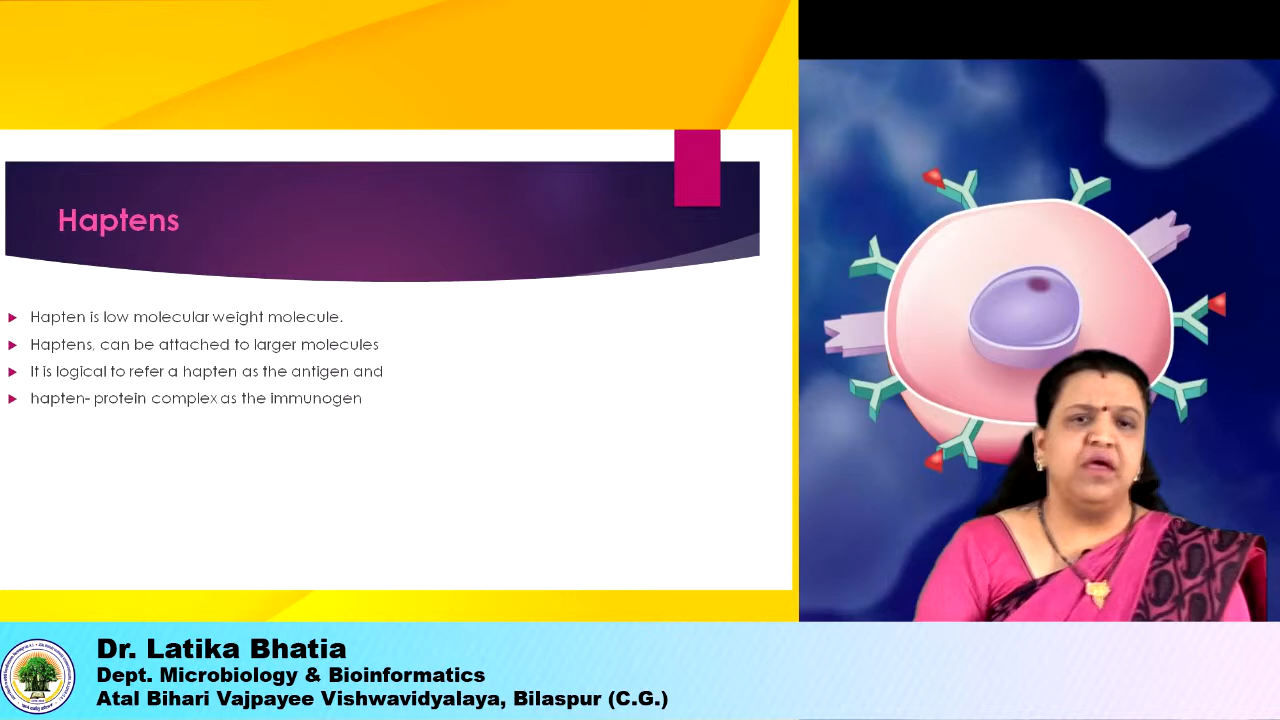 Haptens
Hapten is low molecular weight molecule.
Haptens, can be attached to larger molecules
It is logical to refer a hapten as the antigen and
hapten- protein complex as the immunogen
Dr. Latika Bhatia
Dept. Microbiology & Bioinformatics
Atal Bihari Vajpayee Vishwavidyalaya, Bilaspur (C.G.)